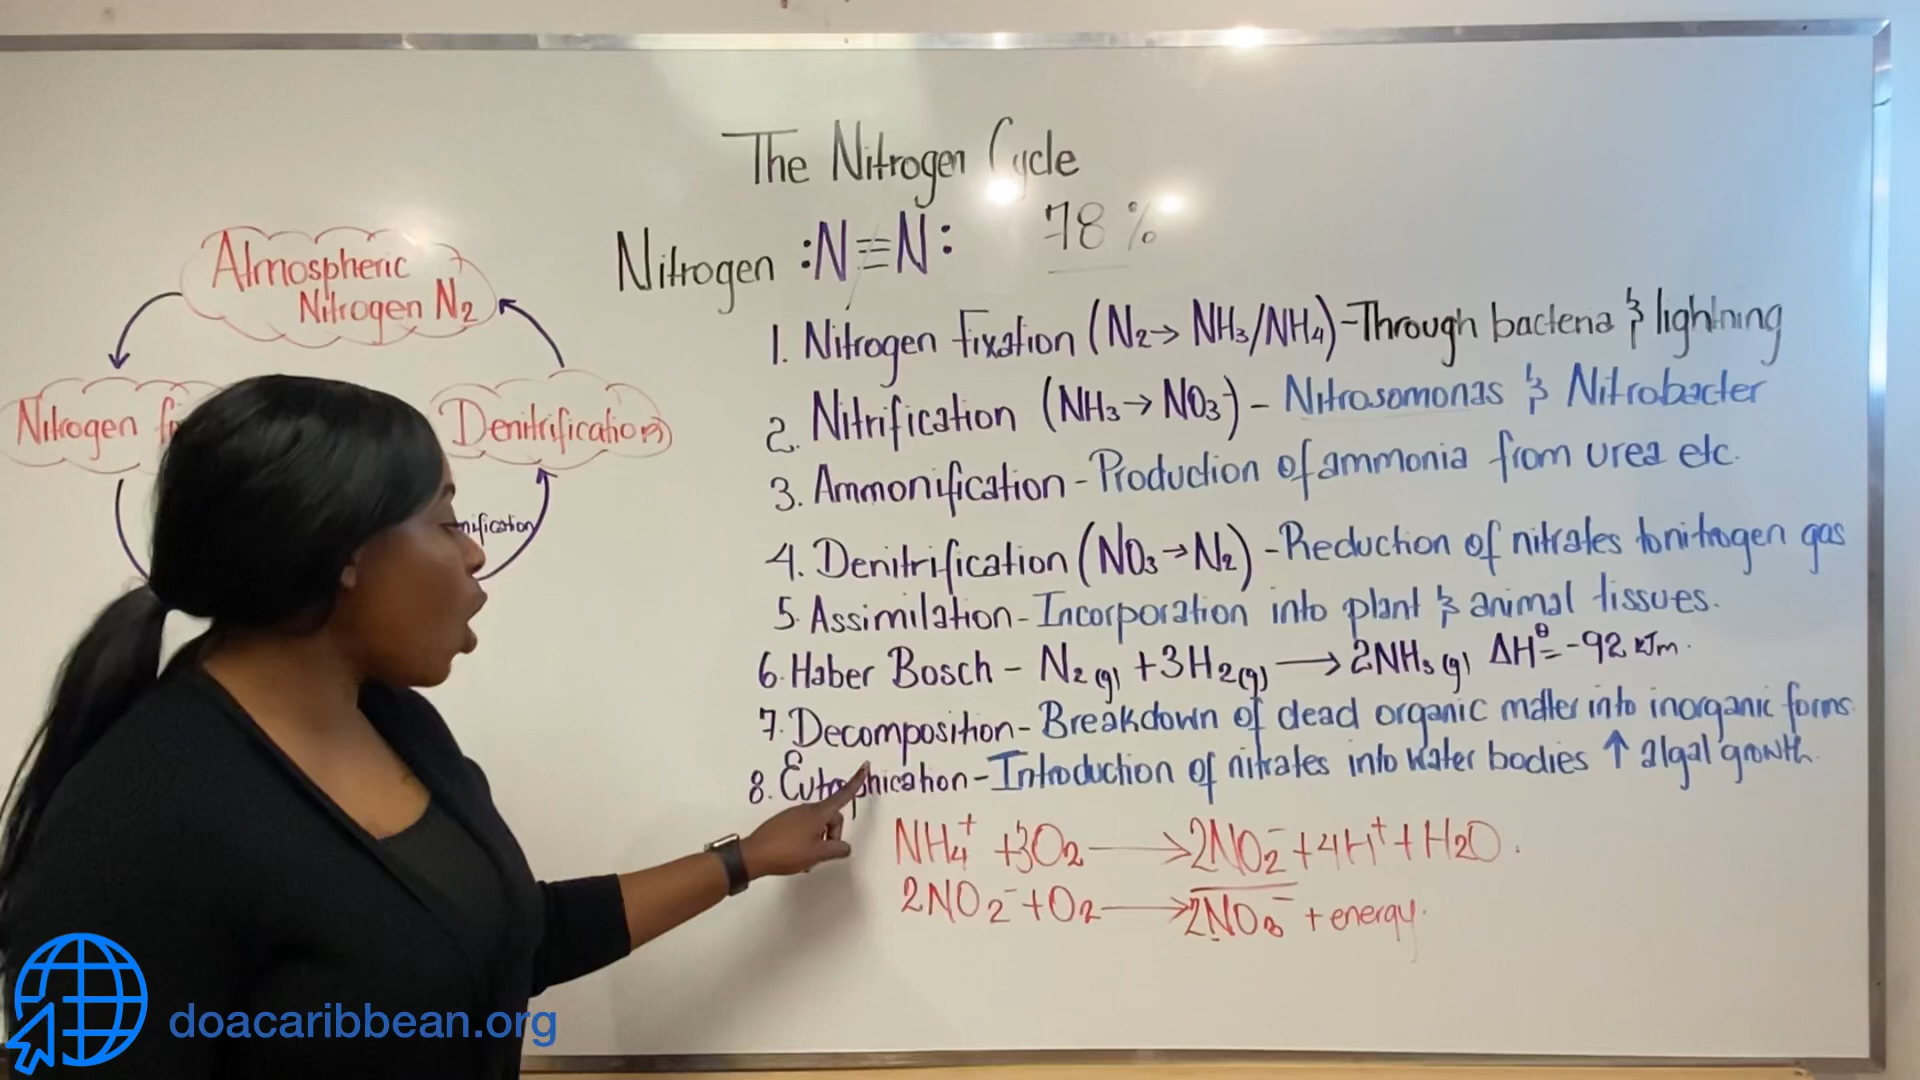 The Nitrogen Cycle
Nitrogen :N≡N: 78%
Atmospheric
Nitrogen N₂
Nitrogen
Denitrification
1. Nitrogen Fixation (N₂→ NH₃/NH₄) - Through bacteria & lightning
2. Nitrification (NH₃→ NO₃⁻) - Nitrosomonas & Nitrobacter
3. Ammonification - Production of ammonia from urea etc.
4. Denitrification (NO₃→N₂) - Reduction of nitrates to nitrogen gas
5. Assimilation - Incorporation into plant & animal tissues.
6. Haber Bosch - N₂(g) + 3H₂(g) → 2NH₃(g) ΔH^θ = -92 kJm.
7. Decomposition - Breakdown of dead organic matter into inorganic forms.
8. Eutrophication - Introduction of nitrates into water bodies ↑ algal growth.
NH₄⁺ + 3O₂ → 2NO₂⁻ + 4H⁺ + H₂O.
2NO₂⁻ + O₂ → 2NO₃⁻ + energy.
doacaribbean.org